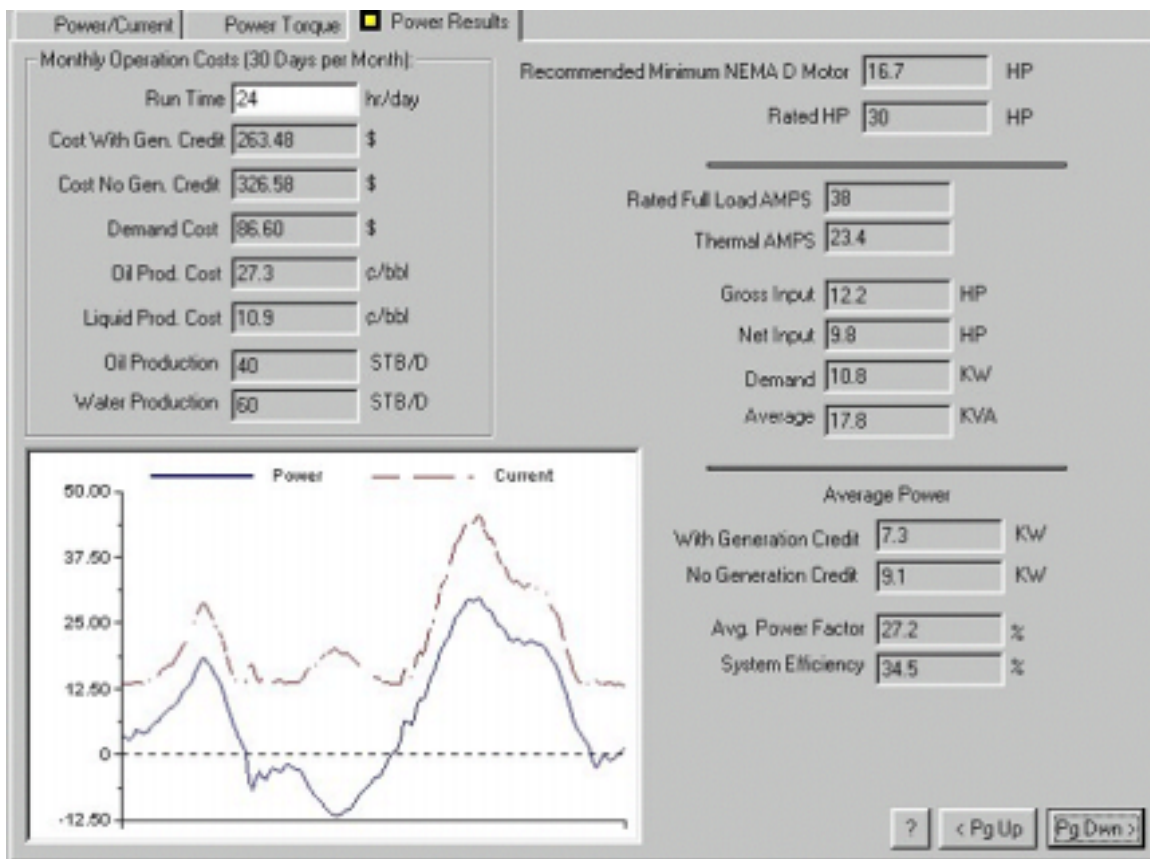 Power/Current Power Torque Power Results
Monthly Operation Costs (30 Days per Month):
Run Time 24 hr/day
Cost With Gen. Credit 263.48 $
Cost No Gen. Credit 326.58 $
Demand Cost 86.60 $
Oil Prod. Cost 27.3 c/bbl
Liquid Prod. Cost 10.9 c/bbl
Oil Production 40 STB/D
Water Production 60 STB/D
Recommended Minimum NEMA D Motor 16.7 HP
Rated HP 30 HP
Rated Full Load AMPS 38
Thermal AMPS 23.4
Gross Input 12.2 HP
Net Input 9.8 HP
Demand 10.8 KW
Average 17.8 KVA
Average Power
With Generation Credit 7.3 KW
No Generation Credit 9.1 KW
Avg. Power Factor 27.2 %
System Efficiency 34.5 %
Power Current
50.00
37.50
25.00
12.50
0
-12.50
? < Pg Up Pg Dwn >